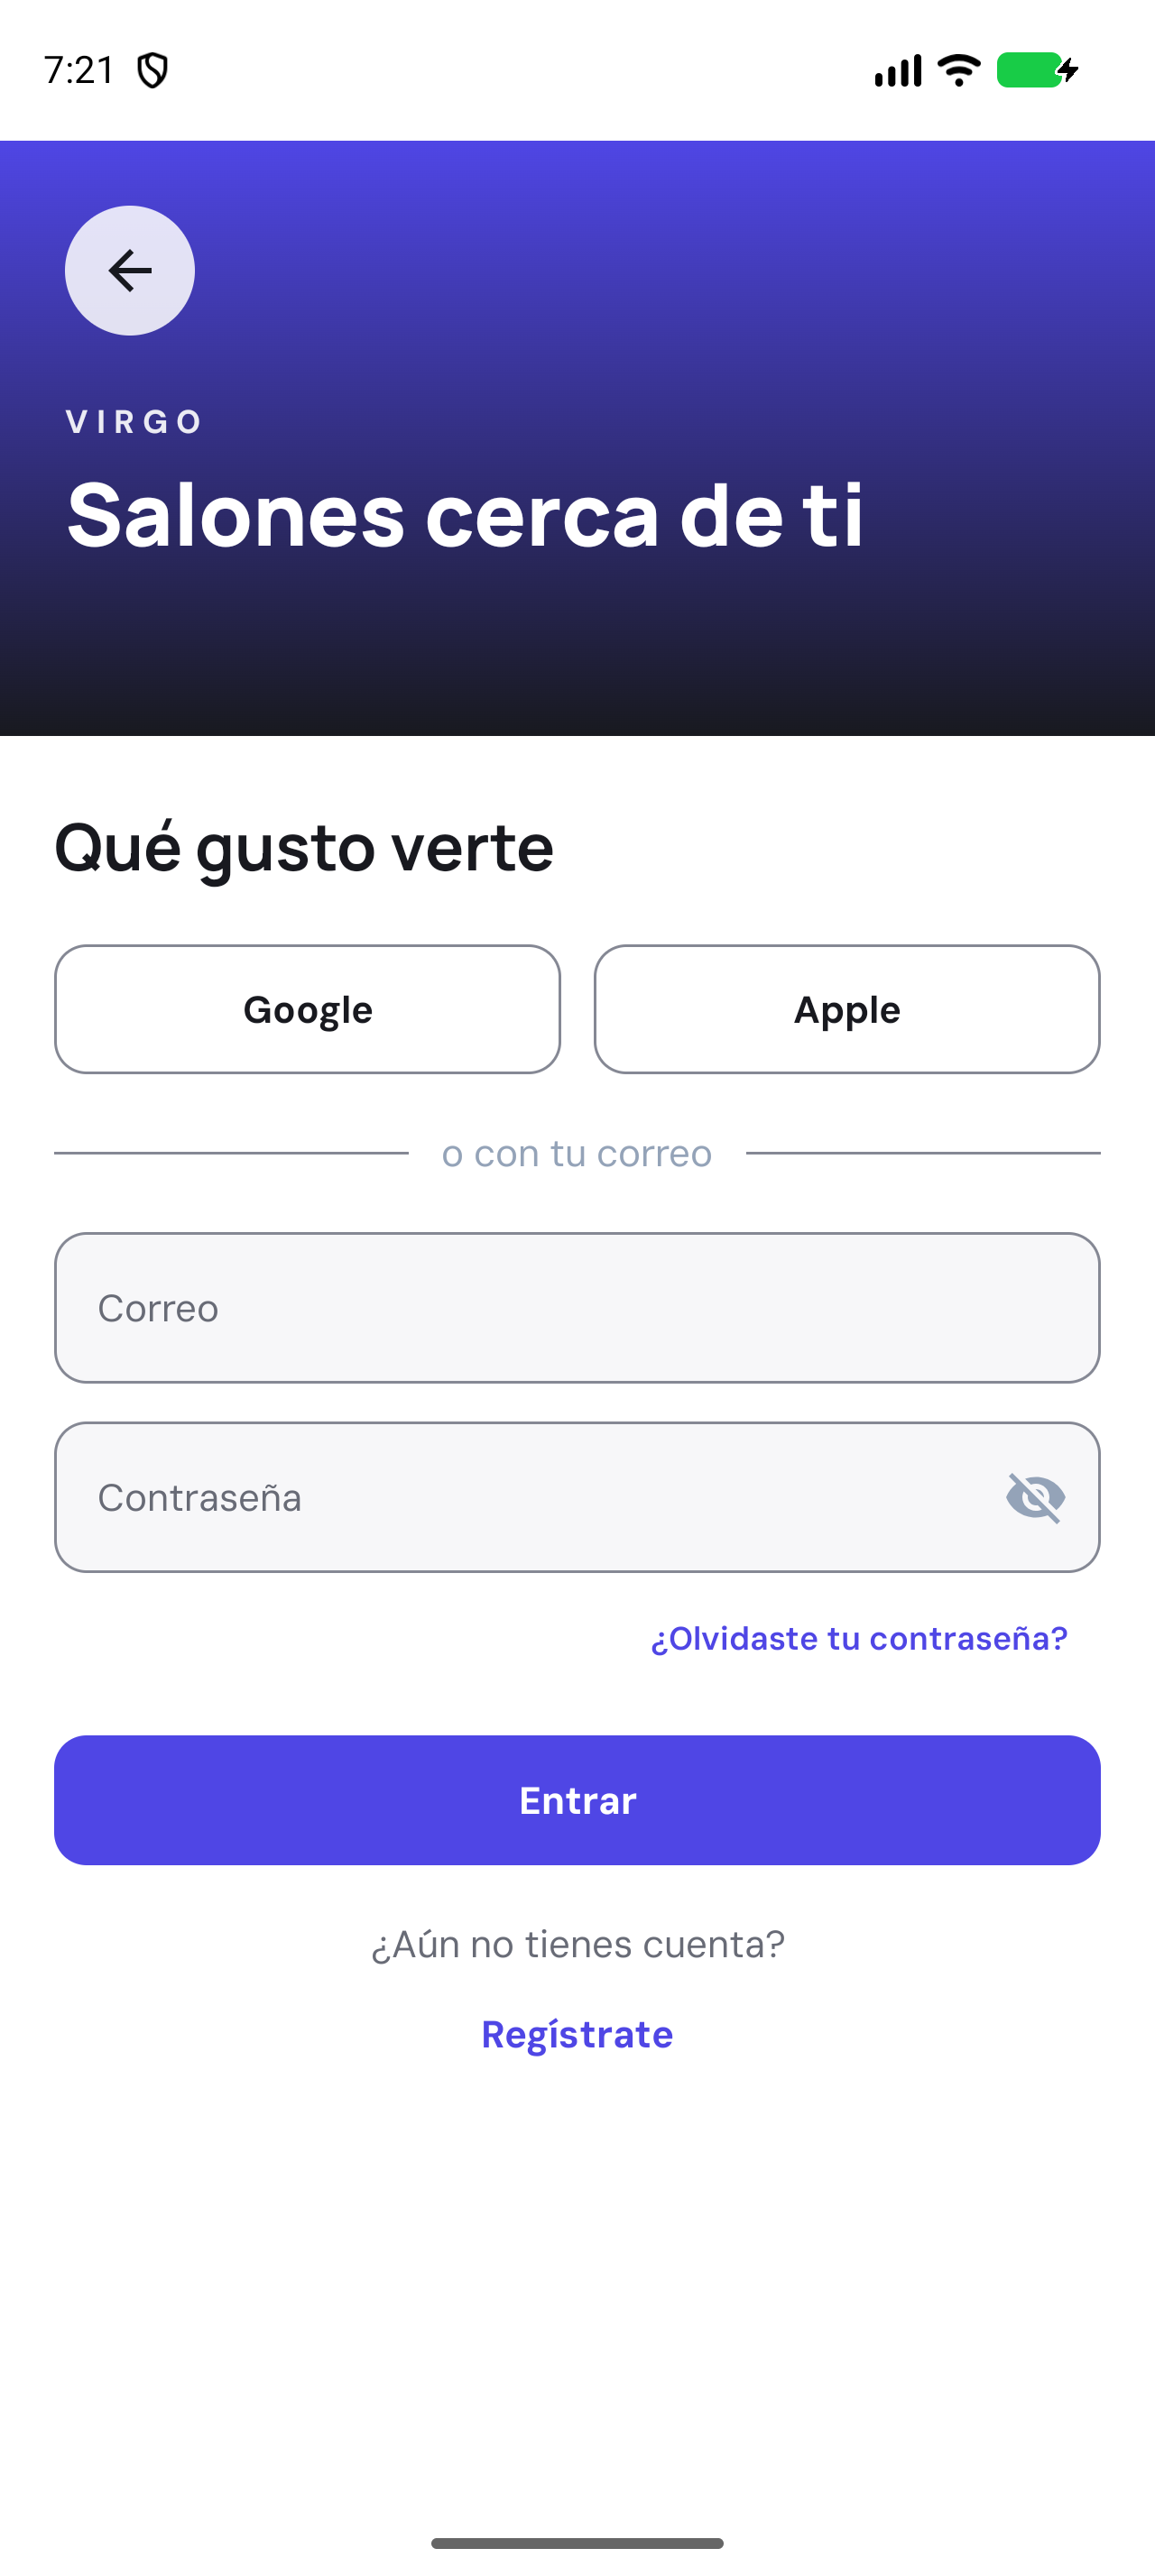 7:21
VIRGO
Salones cerca de ti
Qué gusto verte
Google
Apple
o con tu correo
Correo
Contraseña
¿Olvidaste tu contraseña?
Entrar
¿Aún no tienes cuenta?
Regístrate